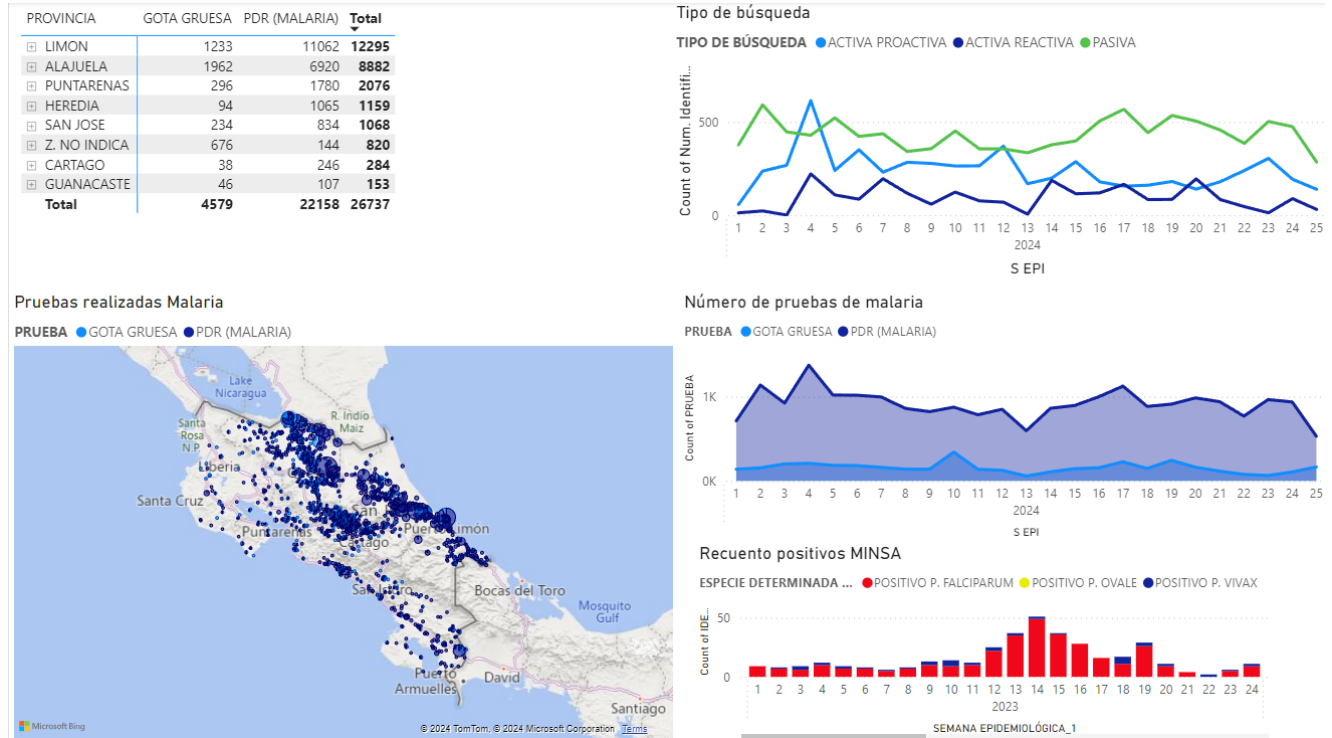 PROVINCIA GOTA GRUESA PDR (MALARIA) Total
LIMON 1233 11062 12295
ALAJUELA 1962 6920 8882
PUNTARENAS 296 1780 2076
HEREDIA 94 1065 1159
SAN JOSE 234 834 1068
Z. NO INDICA 676 144 820
CARTAGO 38 246 284
GUANACASTE 46 107 153
Total 4579 22158 26737
Tipo de búsqueda
TIPO DE BÚSQUEDA ACTIVA PROACTIVA ACTIVA REACTIVA PASIVA
Count of Num. Identifi...
500
0
1 2 3 4 5 6 7 8 9 10 11 12 13 14 15 16 17 18 19 20 21 22 23 24 25
2024
S EPI
Pruebas realizadas Malaria
PRUEBA GOTA GRUESA PDR (MALARIA)
Lake
Nicaragua
R. Indio
Maiz
Santa
Rosa
N.P.
Liberia
Santa Cruz
San
Puntarenas
Puerto Limón
Cartago
San Isidro
Bocas del Toro
Mosquito
Gulf
Puerto
Armuelles
David
Santiago
Microsoft Bing
© 2024 TomTom, © 2024 Microsoft Corporation Terms
Número de pruebas de malaria
PRUEBA GOTA GRUESA PDR (MALARIA)
Count of PRUEBA
1K
0K
1 2 3 4 5 6 7 8 9 10 11 12 13 14 15 16 17 18 19 20 21 22 23 24 25
2024
S EPI
Recuento positivos MINSA
ESPECIE DETERMINADA ... POSITIVO P. FALCIPARUM POSITIVO P. OVALE POSITIVO P. VIVAX
Count of IDE...
50
0
1 2 3 4 5 6 7 8 9 10 11 12 13 14 15 16 17 18 19 20 21 22 23 24
2023
SEMANA EPIDEMIOLÓGICA_1